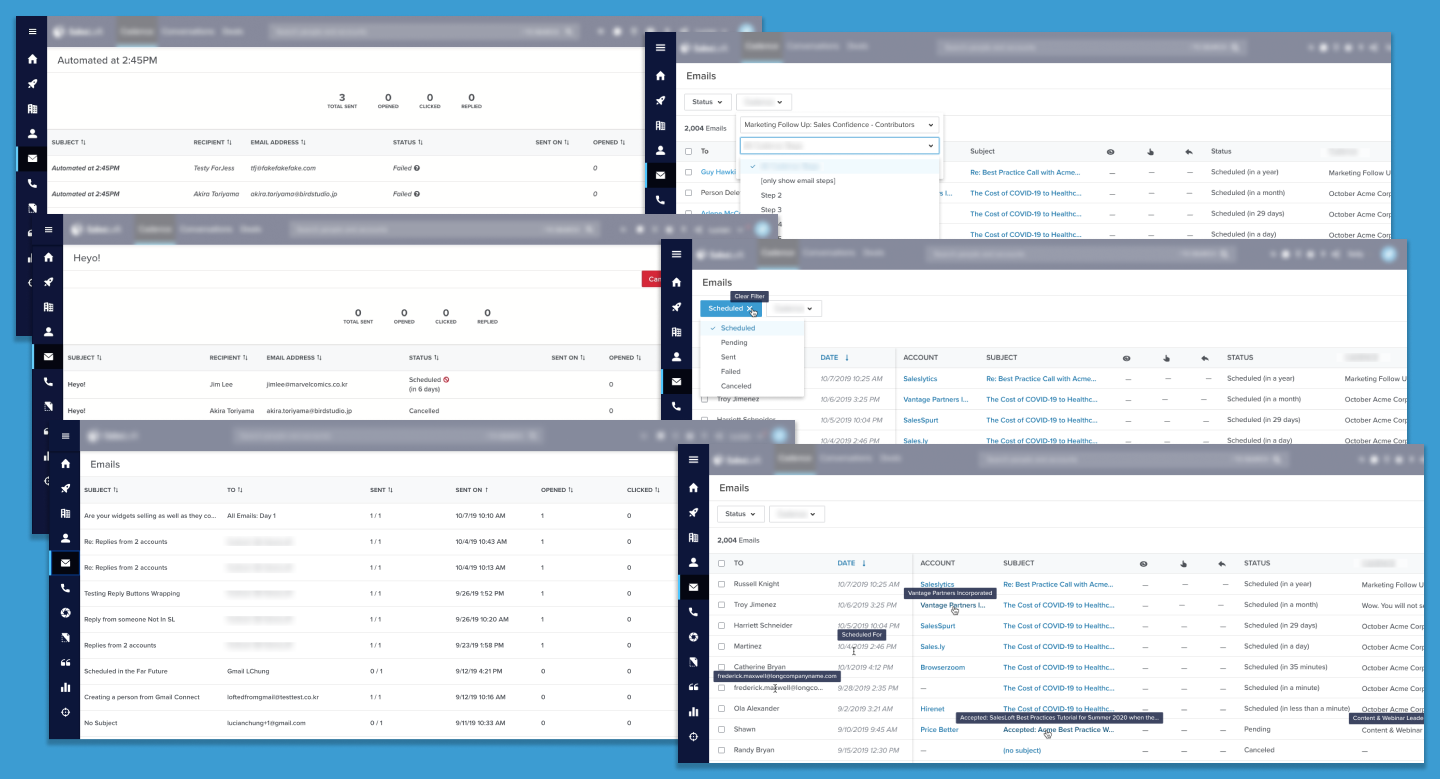 Automated at 2:45PM
3 0 0 0
TOTAL SENT OPENED CLICKED REPLIED
SUBJECT RECIPIENT EMAIL ADDRESS STATUS SENT ON OPENED
Automated at 2:45PM Testy ForJess tfj@fakefakefake.com Failed 0
Automated at 2:45PM Akira Toriyama akira.toriyama@birdstudio.jp Failed 0
Emails
Status
2,004 Emails
Marketing Follow Up: Sales Confidence - Contributors
[only show email steps]
Step 2
Step 3
4
To Subject Status
Guy Hawki Re: Best Practice Call with Acme... — — — Scheduled (in a year) Marketing Follow U
Person Dele The Cost of COVID-19 to Healthc... — — — Scheduled (in a month) October Acme Corp
The Cost of COVID-19 to Healthc... — — — Scheduled (in 29 days) October Acme Corp
The Cost of COVID-19 to Healthc... — — — Scheduled (in a day) October Acme Corp
Heyo!
Can
0 0 0 0
TOTAL SENT OPENED CLICKED REPLIED
SUBJECT RECIPIENT EMAIL ADDRESS STATUS SENT ON OPENED
Heyo! Jim Lee jimlee@marvelcomics.co.kr Scheduled (in 6 days) 0
Heyo! Akira Toriyama akira.toriyama@birdstudio.jp Cancelled 0
Emails
Clear Filter
Scheduled X
Scheduled
Pending
Sent
Failed
Canceled
DATE ↓ ACCOUNT SUBJECT STATUS
10/7/2019 10:25 AM Saleslytics Re: Best Practice Call with Acme... — — — Scheduled (in a year) Marketing Follow U
Troy Jimenez 10/6/2019 3:25 PM Vantage Partners I... The Cost of COVID-19 to Healthc... — — — Scheduled (in a month) October Acme Corp
Harriett Schneider 10/5/2019 10:04 PM SalesSpurt The Cost of COVID-19 to Healthc... — — — Scheduled (in 29 days) October Acme Corp
10/4/2019 2:46 PM Sales.ly The Cost of COVID-19 to Healthc... — — — Scheduled (in a day) October Acme Corp
Emails
SUBJECT TO SENT SENT ON ↑ OPENED CLICKED
Are your widgets selling as well as they co... All Emails: Day 1 1 / 1 10/7/19 10:10 AM 1 0
Re: Replies from 2 accounts 1 / 1 10/4/19 10:43 AM 1 0
Re: Replies from 2 accounts 1 / 1 10/4/19 10:13 AM 1 0
Testing Reply Buttons Wrapping 1 / 1 9/26/19 1:52 PM 1 0
Reply from someone Not In SL 1 / 1 9/26/19 10:20 AM 1 0
Replies from 2 accounts 1 / 1 9/23/19 1:58 PM 1 0
Scheduled in the Far Future Gmail LChung 0 / 1 9/12/19 4:21 PM 0 0
Creating a person from Gmail Connect loftedfromgmail@testtest.co.kr 1 / 1 9/12/19 10:16 AM 0 0
No Subject lucianchung+1@gmail.com 0 / 1 9/11/19 10:33 AM 0 0
Emails
Status
2,004 Emails
TO DATE ↓ ACCOUNT SUBJECT STATUS
Russell Knight 10/7/2019 10:25 AM Saleslytics Re: Best Practice Call with Acme... — — — Scheduled (in a year) Marketing Follow U
Vantage Partners Incorporated
Troy Jimenez 10/6/2019 3:25 PM Vantage Partners I... The Cost of COVID-19 to Healthc... — — — Scheduled (in a month) Wow. You will not s
Harriett Schneider 10/5/2019 10:04 PM SalesSpurt The Cost of COVID-19 to Healthc... — — — Scheduled (in 29 days) October Acme Corp
Scheduled For
Martinez 10/4/2019 2:46 PM Sales.ly The Cost of COVID-19 to Healthc... — — — Scheduled (in a day) October Acme Corp
Catherine Bryan 10/1/2019 4:12 PM Browserzoom The Cost of COVID-19 to Healthc... — — — Scheduled (in 35 minutes) October Acme Corp
frederick.maxwell@longcompanyname.com
frederick.maxwell@longco... 9/28/2019 2:35 PM — The Cost of COVID-19 to Healthc... — — — Scheduled (in a minute) October Acme Corp
Ola Alexander 9/2/2019 3:21 AM Hirenet The Cost of COVID-19 to Healthc... — — — Scheduled (in less than a minute) October Acme Corp
Accepted: SalesLoft Best Practices Tutorial for Summer 2020 when the... Content & Webinar Leade
Shawn 9/10/2019 9:45 AM Price Better Accepted: Acme Best Practice W... — — — Pending Content & Webinar
Randy Bryan 9/15/2019 12:30 PM — (no subject) — — — Canceled —